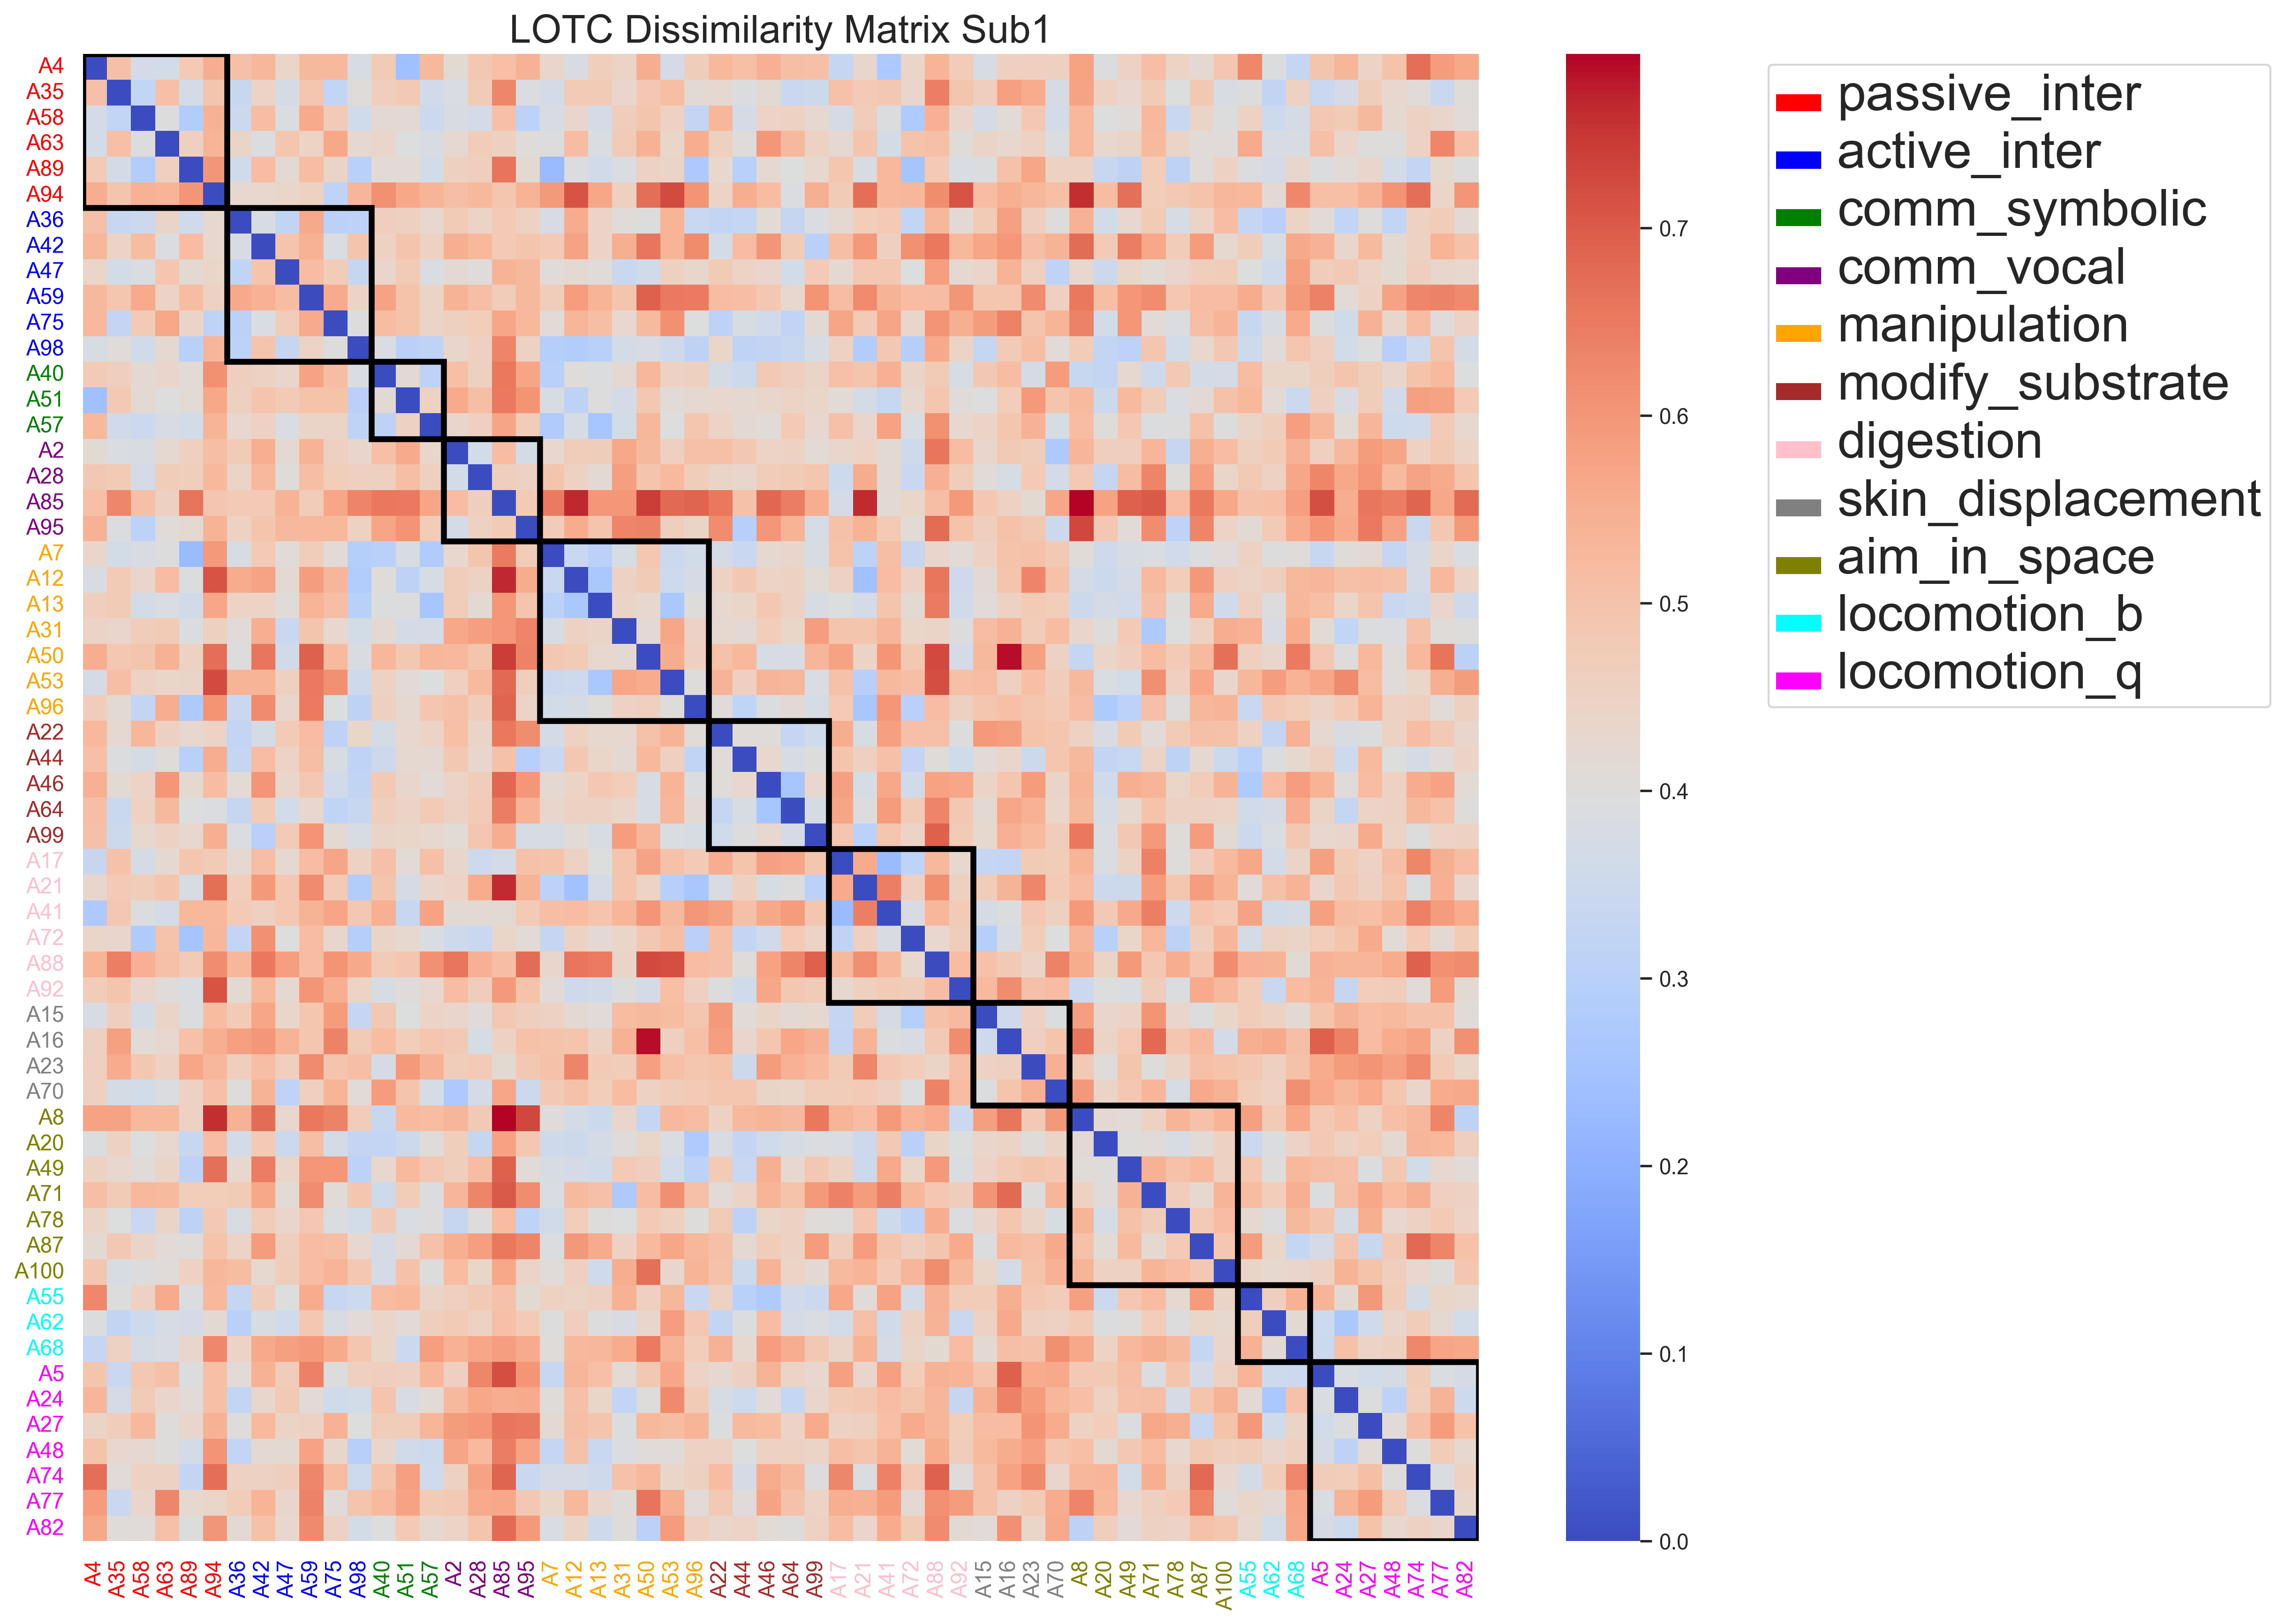 LOTC Dissimilarity Matrix Sub1
A4
A35
A58
A63
A89
A94
A36
A42
A47
A59
A75
A98
A40
A51
A57
A2
A28
A85
A95
A7
A12
A13
A31
A50
A53
A96
A22
A44
A46
A64
A99
A17
A21
A41
A72
A88
A92
A15
A16
A23
A70
A8
A20
A49
A71
A78
A87
A100
A55
A62
A68
A5
A24
A27
A48
A74
A77
A82
A4 A35 A58 A63 A89 A94 A36 A42 A47 A59 A75 A98 A40 A51 A57 A2 A28 A85 A95 A7 A12 A13 A31 A50 A53 A96 A22 A44 A46 A64 A99 A17 A21 A41 A72 A88 A92 A15 A16 A23 A70 A8 A20 A49 A71 A78 A87 A100 A55 A62 A68 A5 A24 A27 A48 A74 A77 A82
0.7
0.6
0.5
0.4
0.3
0.2
0.1
0.0
passive_inter
active_inter
comm_symbolic
comm_vocal
manipulation
modify_substrate
digestion
skin_displacement
aim_in_space
locomotion_b
locomotion_q